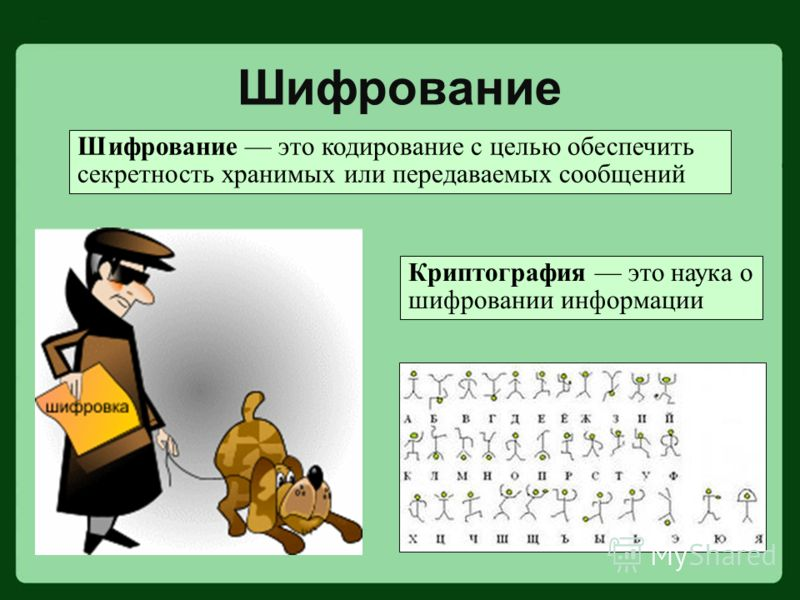 Шифрование
Шифрование — это кодирование с целью обеспечить
секретность хранимых или передаваемых сообщений
Криптография — это наука о
шифровании информации
шифровка
А Б В Г Д Е Ё Ж З И Й
К Л М Н О П Р С Т У Ф
Х Ц Ч Ш Щ Ъ Ы Ь Э Ю Я
MyShared